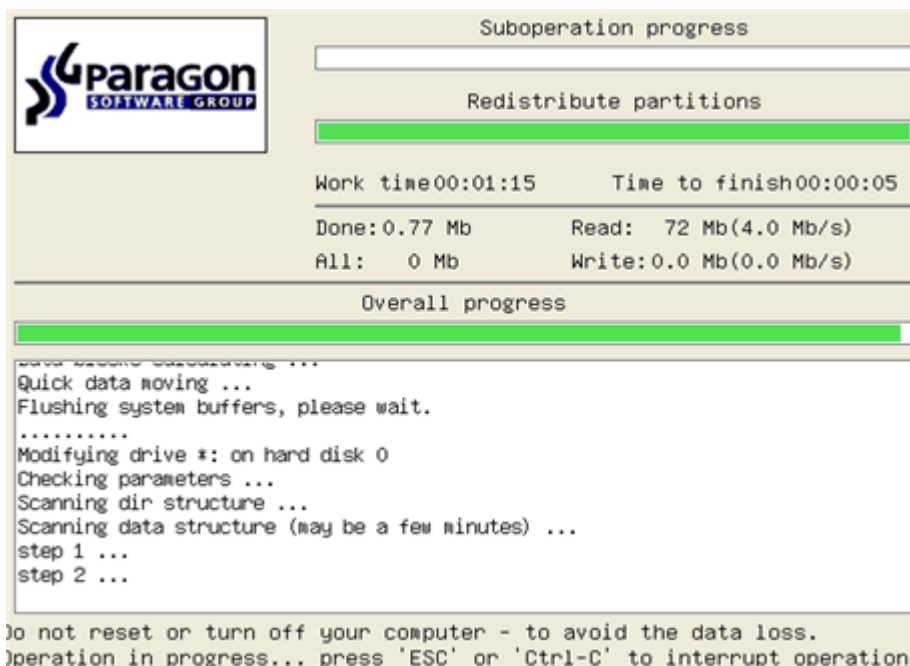 Paragon
SOFTWARE GROUP
Suboperation progress
Redistribute partitions
Work time00:01:15 Time to finish00:00:05
Done:0.77 Mb Read: 72 Mb(4.0 Mb/s)
All: 0 Mb Write:0.0 Mb(0.0 Mb/s)
Overall progress
Quick data moving ...
Flushing system buffers, please wait.
..........
Modifying drive *: on hard disk 0
Checking parameters ...
Scanning dir structure ...
Scanning data structure (may be a few minutes) ...
step 1 ...
step 2 ...
Do not reset or turn off your computer - to avoid the data loss.
Operation in progress... press 'ESC' or 'Ctrl-C' to interrupt operation